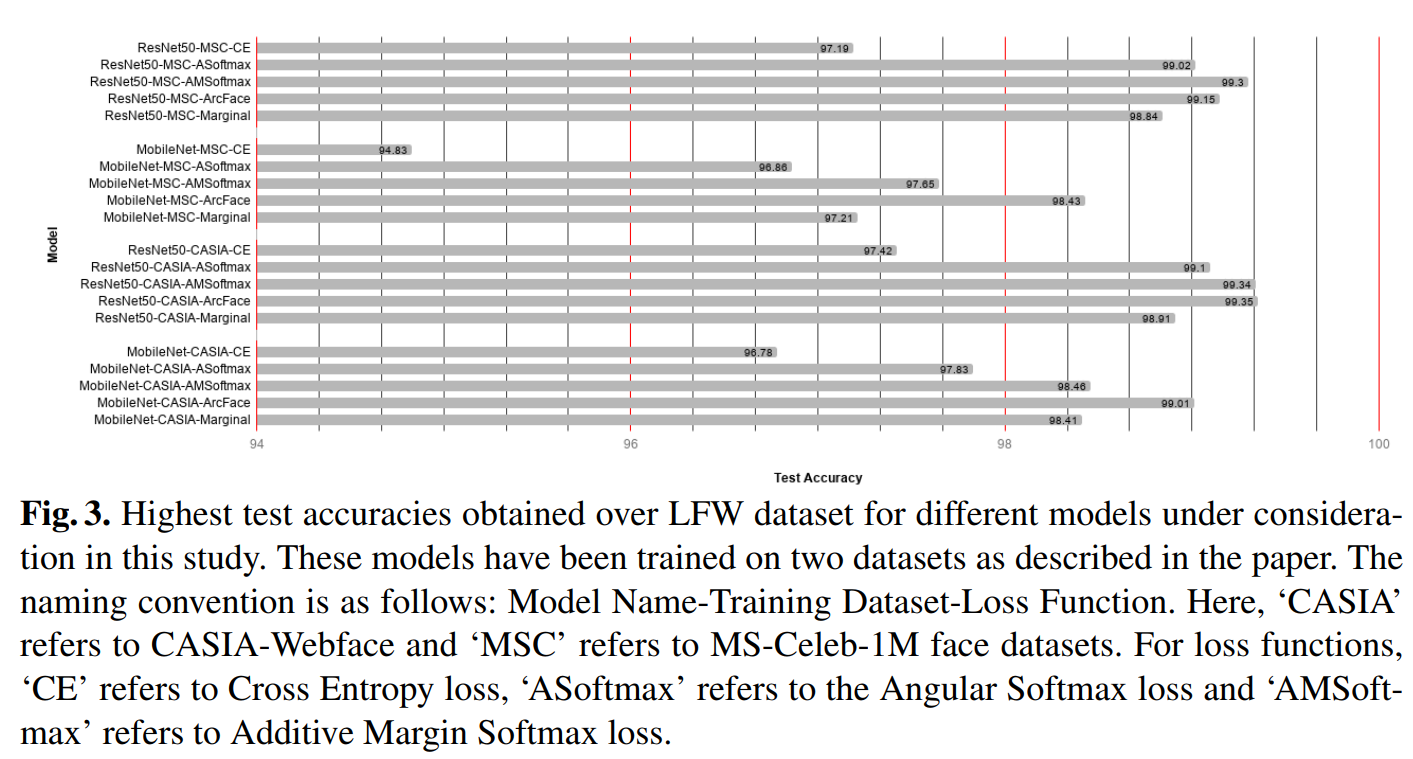 ResNet50-MSC-CE 97.19
ResNet50-MSC-ASoftmax 99.02
ResNet50-MSC-AMSoftmax 99.3
ResNet50-MSC-ArcFace 99.15
ResNet50-MSC-Marginal 98.84
MobileNet-MSC-CE 94.83
MobileNet-MSC-ASoftmax 96.86
MobileNet-MSC-AMSoftmax 97.65
MobileNet-MSC-ArcFace 98.43
MobileNet-MSC-Marginal 97.21
Model
ResNet50-CASIA-CE 97.42
ResNet50-CASIA-ASoftmax 99.1
ResNet50-CASIA-AMSoftmax 99.34
ResNet50-CASIA-ArcFace 99.35
ResNet50-CASIA-Marginal 98.91
MobileNet-CASIA-CE 96.78
MobileNet-CASIA-ASoftmax 97.83
MobileNet-CASIA-AMSoftmax 98.46
MobileNet-CASIA-ArcFace 99.01
MobileNet-CASIA-Marginal 98.41
94 96 98 100
Test Accuracy
Fig. 3. Highest test accuracies obtained over LFW dataset for different models under considera-
tion in this study. These models have been trained on two datasets as described in the paper. The
naming convention is as follows: Model Name-Training Dataset-Loss Function. Here, ‘CASIA’
refers to CASIA-Webface and ‘MSC’ refers to MS-Celeb-1M face datasets. For loss functions,
‘CE’ refers to Cross Entropy loss, ‘ASoftmax’ refers to the Angular Softmax loss and ‘AMSoft-
max’ refers to Additive Margin Softmax loss.